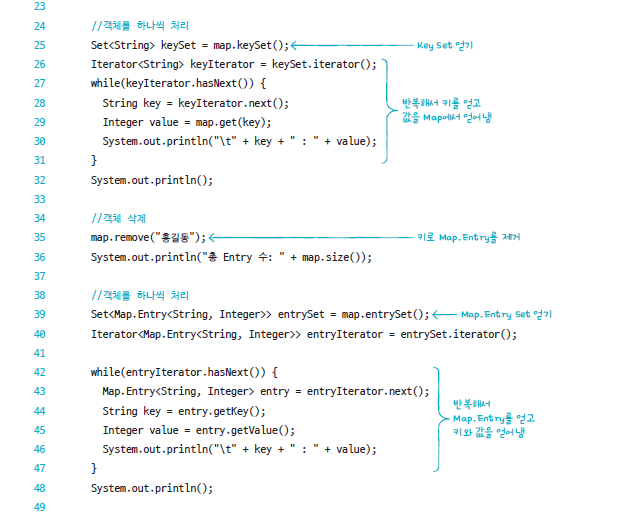 23
24 //객체를 하나씩 처리
25 Set<String> keySet = map.keySet(); Key Set 얻기
26 Iterator<String> keyIterator = keySet.iterator();
27 while(keyIterator.hasNext()) {
28 String key = keyIterator.next(); 반복해서 키를 얻고
29 Integer value = map.get(key); 값을 Map에서 얻어냄
30 System.out.println("\t" + key + " : " + value);
31 }
32 System.out.println();
33
34 //객체 삭제
35 map.remove("홍길동"); 키로 Map.Entry를 제거
36 System.out.println("총 Entry 수: " + map.size());
37
38 //객체를 하나씩 처리
39 Set<Map.Entry<String, Integer>> entrySet = map.entrySet(); Map.Entry Set 얻기
40 Iterator<Map.Entry<String, Integer>> entryIterator = entrySet.iterator();
41
42 while(entryIterator.hasNext()) {
43 Map.Entry<String, Integer> entry = entryIterator.next();
반복해서
44 String key = entry.getKey(); Map.Entry를 얻고
45 Integer value = entry.getValue(); 키와 값을 얻어냄
46 System.out.println("\t" + key + " : " + value);
47 }
48 System.out.println();
49